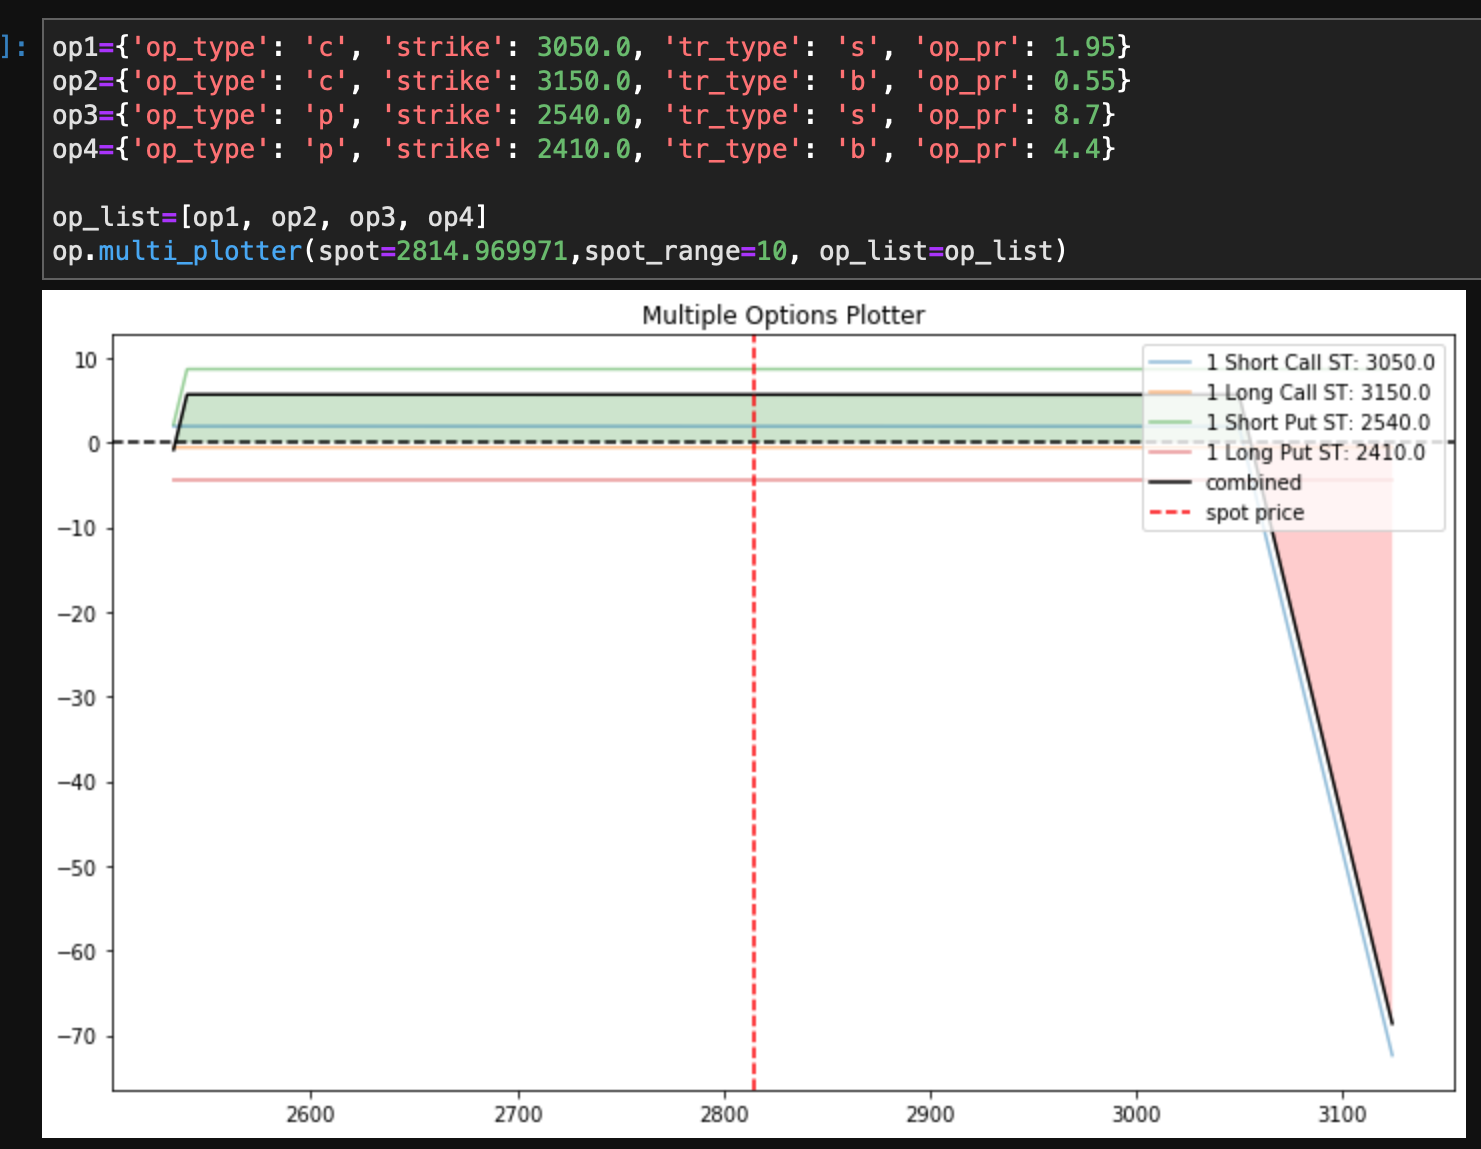 ]:
op1={'op_type': 'c', 'strike': 3050.0, 'tr_type': 's', 'op_pr': 1.95}
op2={'op_type': 'c', 'strike': 3150.0, 'tr_type': 'b', 'op_pr': 0.55}
op3={'op_type': 'p', 'strike': 2540.0, 'tr_type': 's', 'op_pr': 8.7}
op4={'op_type': 'p', 'strike': 2410.0, 'tr_type': 'b', 'op_pr': 4.4}
op_list=[op1, op2, op3, op4]
op.multi_plotter(spot=2814.969971,spot_range=10, op_list=op_list)
Multiple Options Plotter
10
0
−10
−20
−30
−40
−50
−60
−70
1 Short Call ST: 3050.0
1 Long Call ST: 3150.0
1 Short Put ST: 2540.0
1 Long Put ST: 2410.0
combined
spot price
2600 2700 2800 2900 3000 3100